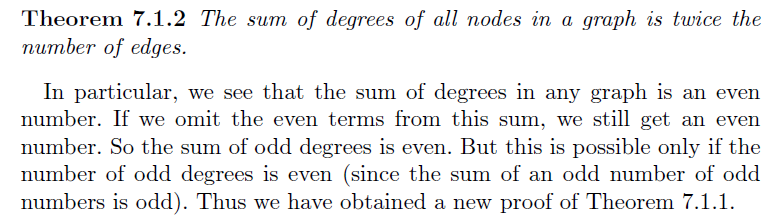 Theorem 7.1.2 The sum of degrees of all nodes in a graph is twice the
number of edges.
In particular, we see that the sum of degrees in any graph is an even
number. If we omit the even terms from this sum, we still get an even
number. So the sum of odd degrees is even. But this is possible only if the
number of odd degrees is even (since the sum of an odd number of odd
numbers is odd). Thus we have obtained a new proof of Theorem 7.1.1.